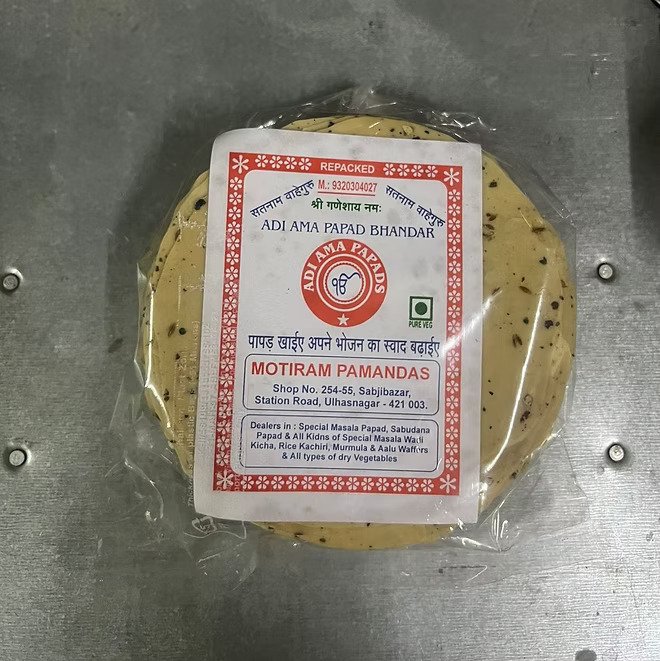 REPACKED
M.: 9320304027
सतनाम वाहेगुरु
सतनाम वाहेगुरु
श्री गणेशाय नमः
ADI AMA PAPAD BHANDAR
ADI AMA PAPADS
ੴ
PURE VEG
पापड़ खाईए अपने भोजन का स्वाद बढ़ाईए
MOTIRAM PAMANDAS
Shop No. 254-55, Sabjibazar,
Station Road, Ulhasnagar - 421 003.
Dealers in : Special Masala Papad, Sabudana
Papad & All Kidns of Special Masala Wadi
Kicha, Rice Kachiri, Murmula & Aalu Waffors
& All types of dry Vegetables